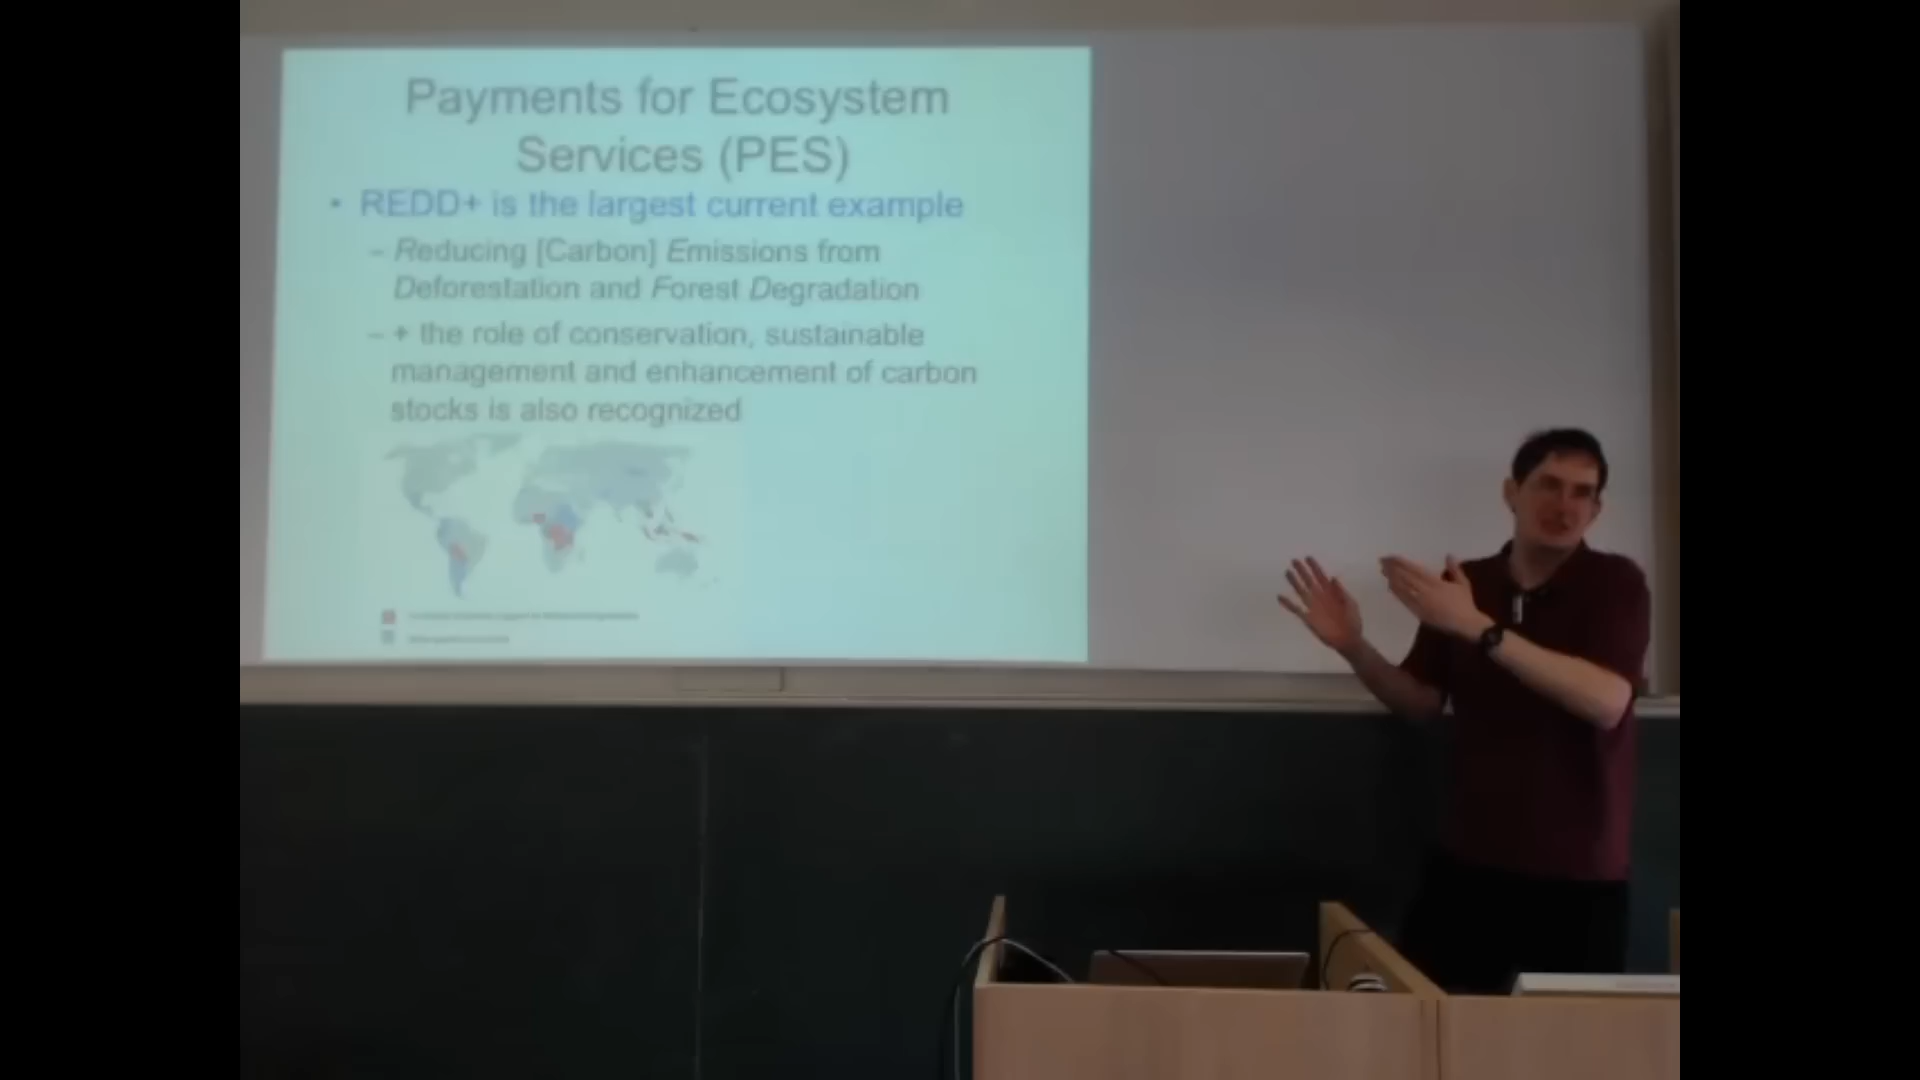 Payments for Ecosystem
Services (PES)
• REDD+ is the largest current example
– Reducing [Carbon] Emissions from
Deforestation and Forest Degradation
– + the role of conservation, sustainable
management and enhancement of carbon
stocks is also recognized